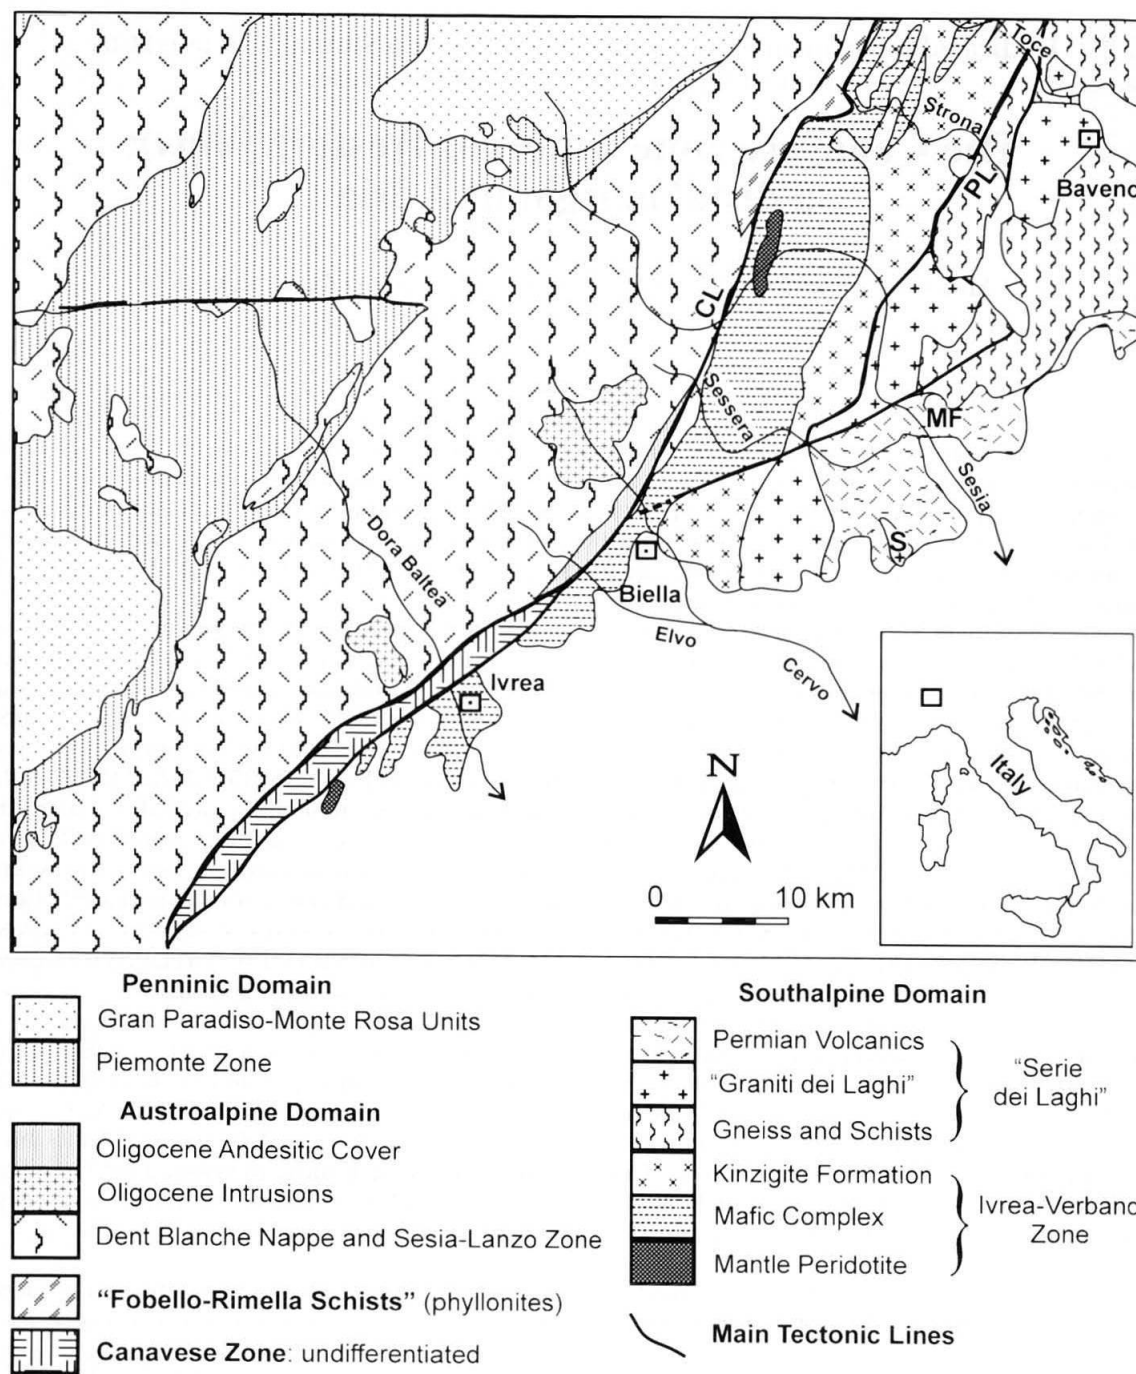 Toce
Strona
PL
Baveno
CL
Sessera
MF
Sesia
S
Dora Baltea
Biella
Elvo
Cervo
Ivrea
N
0 10 km
Italy
Penninic Domain
Gran Paradiso-Monte Rosa Units
Piemonte Zone
Austroalpine Domain
Oligocene Andesitic Cover
Oligocene Intrusions
Dent Blanche Nappe and Sesia-Lanzo Zone
“Fobello-Rimella Schists” (phyllonites)
Canavese Zone: undifferentiated
Southalpine Domain
Permian Volcanics
“Graniti dei Laghi”
Gneiss and Schists
“Serie
dei Laghi”
Kinzigite Formation
Mafic Complex
Mantle Peridotite
Ivrea-Verbano
Zone
Main Tectonic Lines